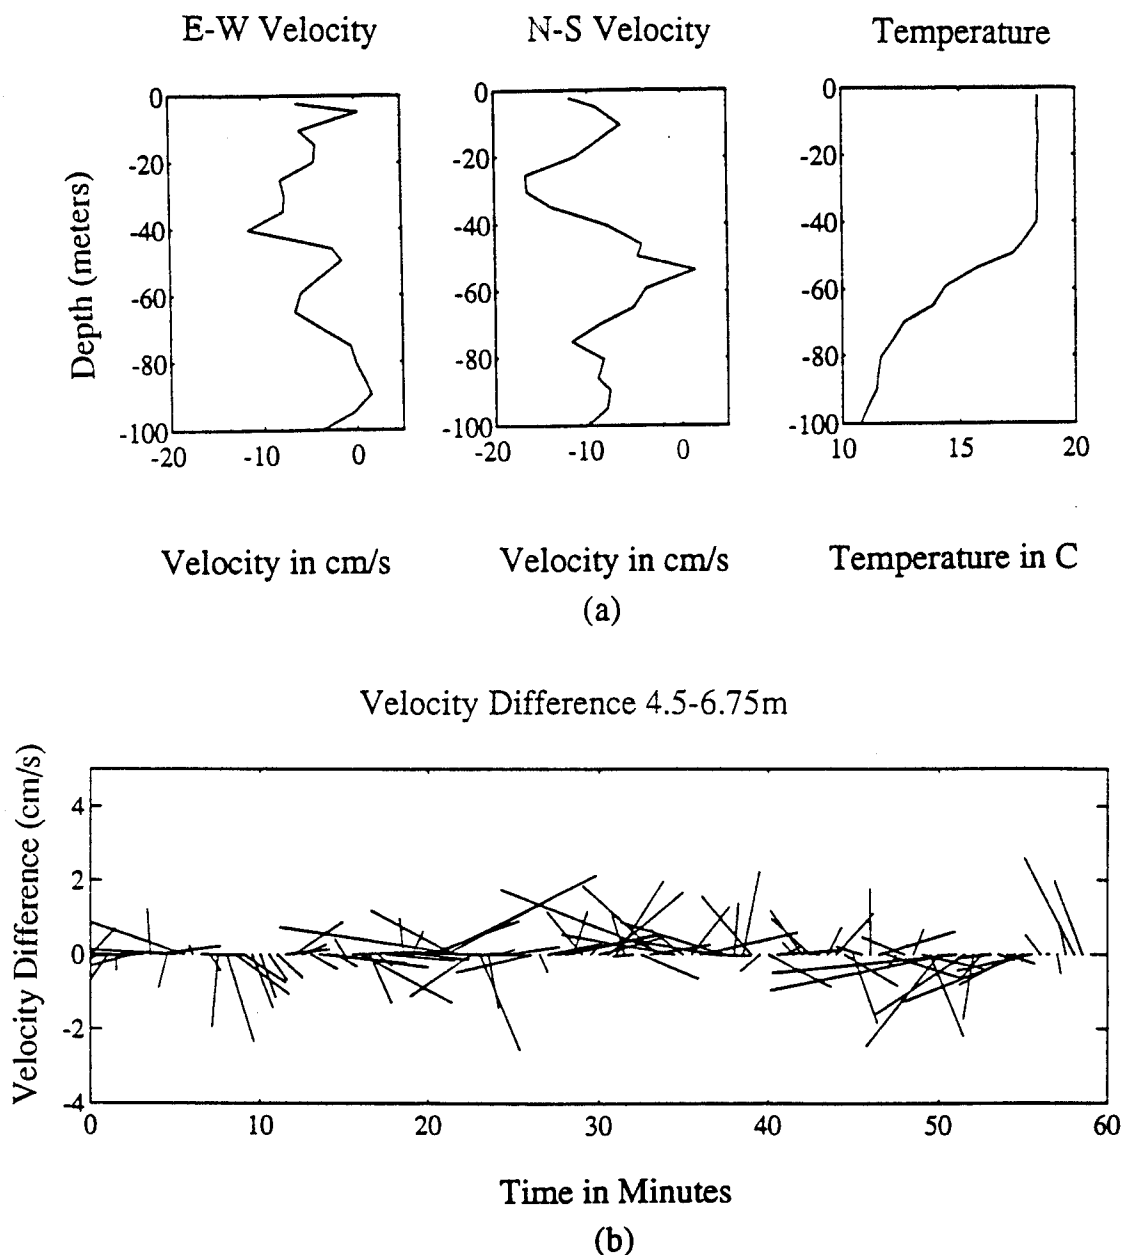 E-W Velocity N-S Velocity Temperature
0 0 0
-20 -20 -20
-40 -40 -40
-60 -60 -60
-80 -80 -80
-100 -100 -100
Depth (meters)
-20 -10 0 -20 -10 0 10 15 20
Velocity in cm/s Velocity in cm/s Temperature in C
(a)
Velocity Difference 4.5-6.75m
Velocity Difference (cm/s)
4
2
0
-2
-4
0 10 20 30 40 50 60
Time in Minutes
(b)